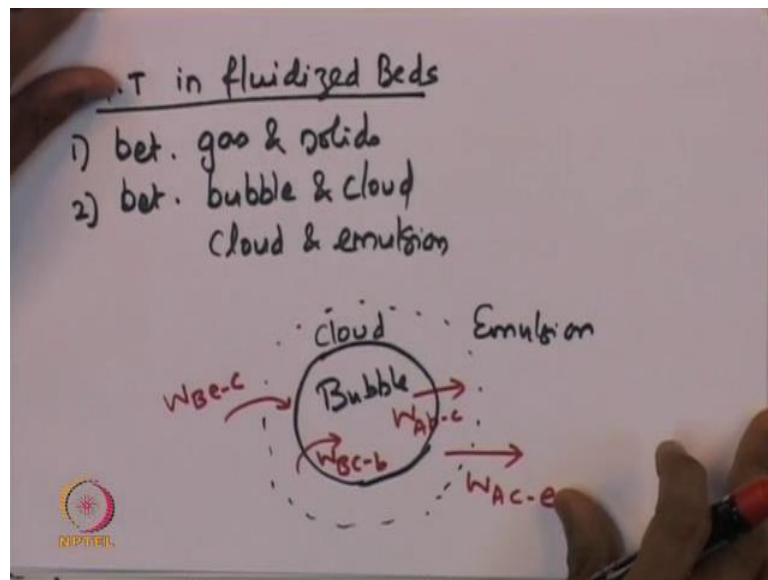 .T in fluidized Beds
1) bet. gas & solids
2) bet. bubble & cloud
cloud & emulsion
cloud
Emulsion
Bubble
WBe-c
WAb-c
WBC-b
WAC-e
NPTEL